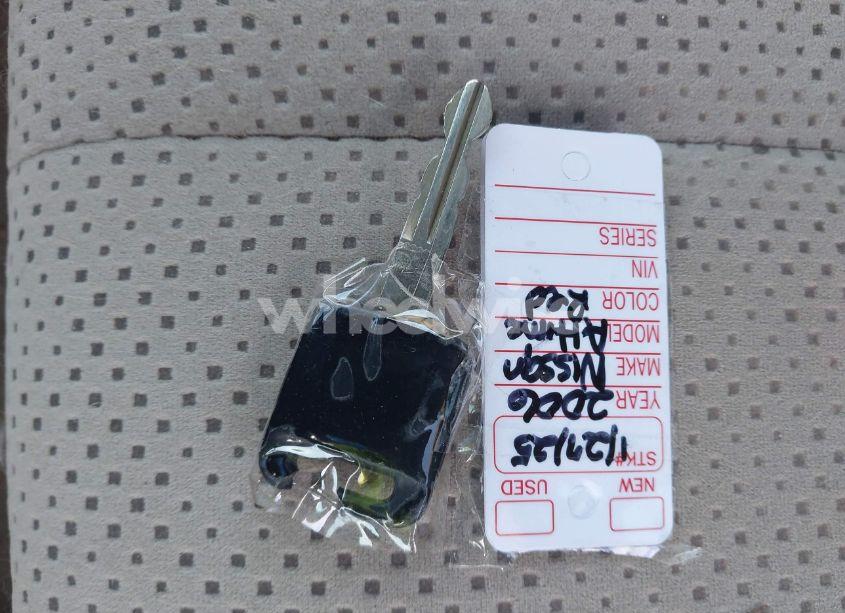 NEW USED
STK# 1/27/25
YEAR 2006
MAKE Nissan
MODEL Altima
COLOR Red
VIN
SERIES